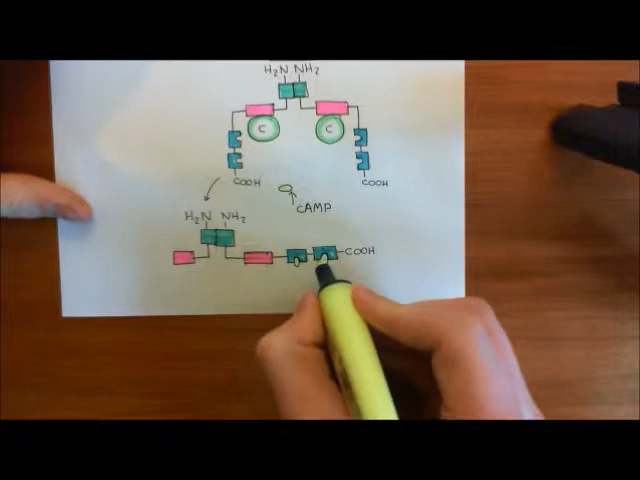 H₂N NH₂
C C
COOH COOH
cAMP
H₂N NH₂
COOH